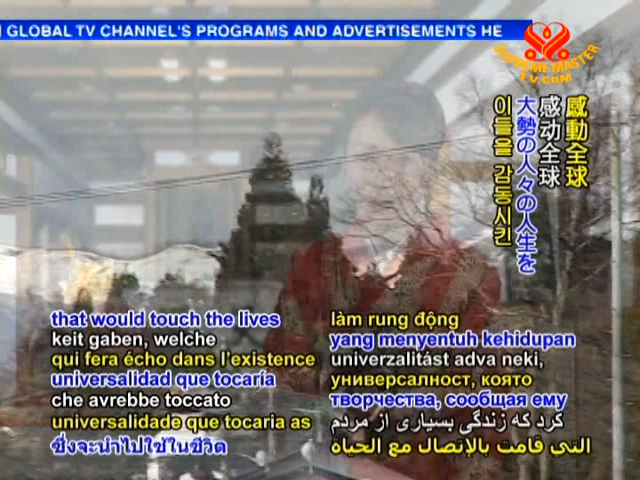 GLOBAL TV CHANNEL'S PROGRAMS AND ADVERTISEMENTS HE
SUPREME MASTER
TV.COM
感動全球
感动全球
大勢の人々の人生を
이들을 감동시킨
that would touch the lives
keit gaben, welche
qui fera écho dans l'existence
universalidad que tocaría
che avrebbe toccato
universalidade que tocaria as
ซึ่งจะนำไปใช้ในชีวิต
làm rung động
yang menyentuh kehidupan
univerzalitást adva neki,
универсалност, която
творчества, сообщая ему
کرد که زندگی بسیاری از مردم
التي قامت بالإتصال مع الحياة